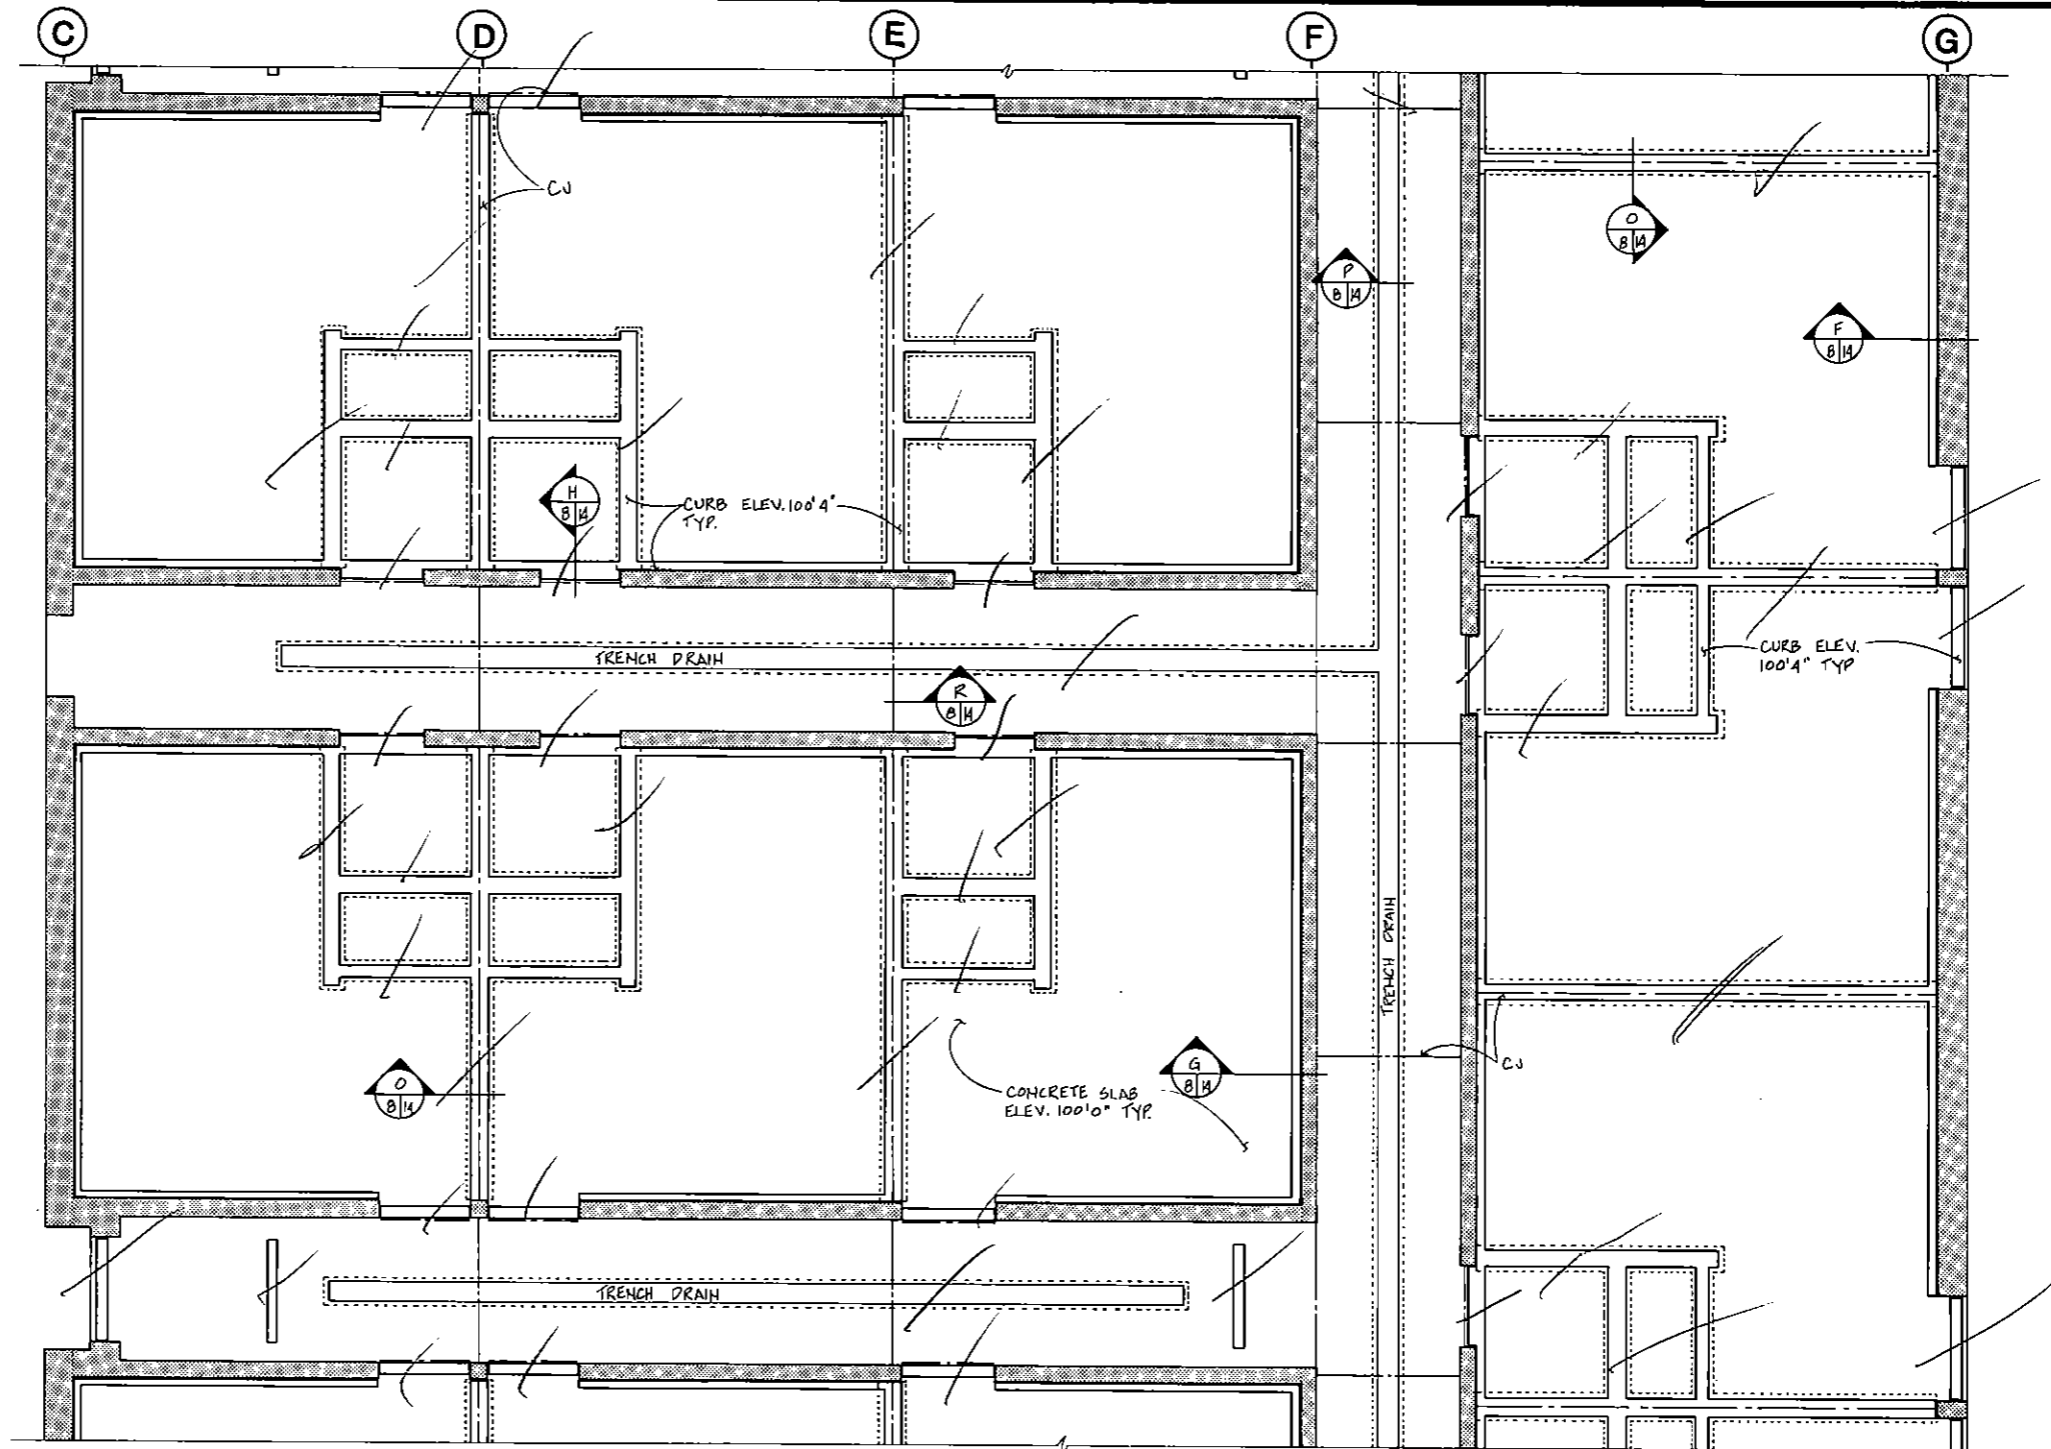 C D E F G
CJ
O
8 14
P
8 14
F
8 14
H
8 14
CURB ELEV. 100'4"
TYP.
TRENCH DRAIN
CURB ELEV.
100'4" TYP
R
8 14
TRENCH DRAIN
CJ
O
8 14
G
8 14
CONCRETE SLAB
ELEV. 100'0" TYP.
TRENCH DRAIN